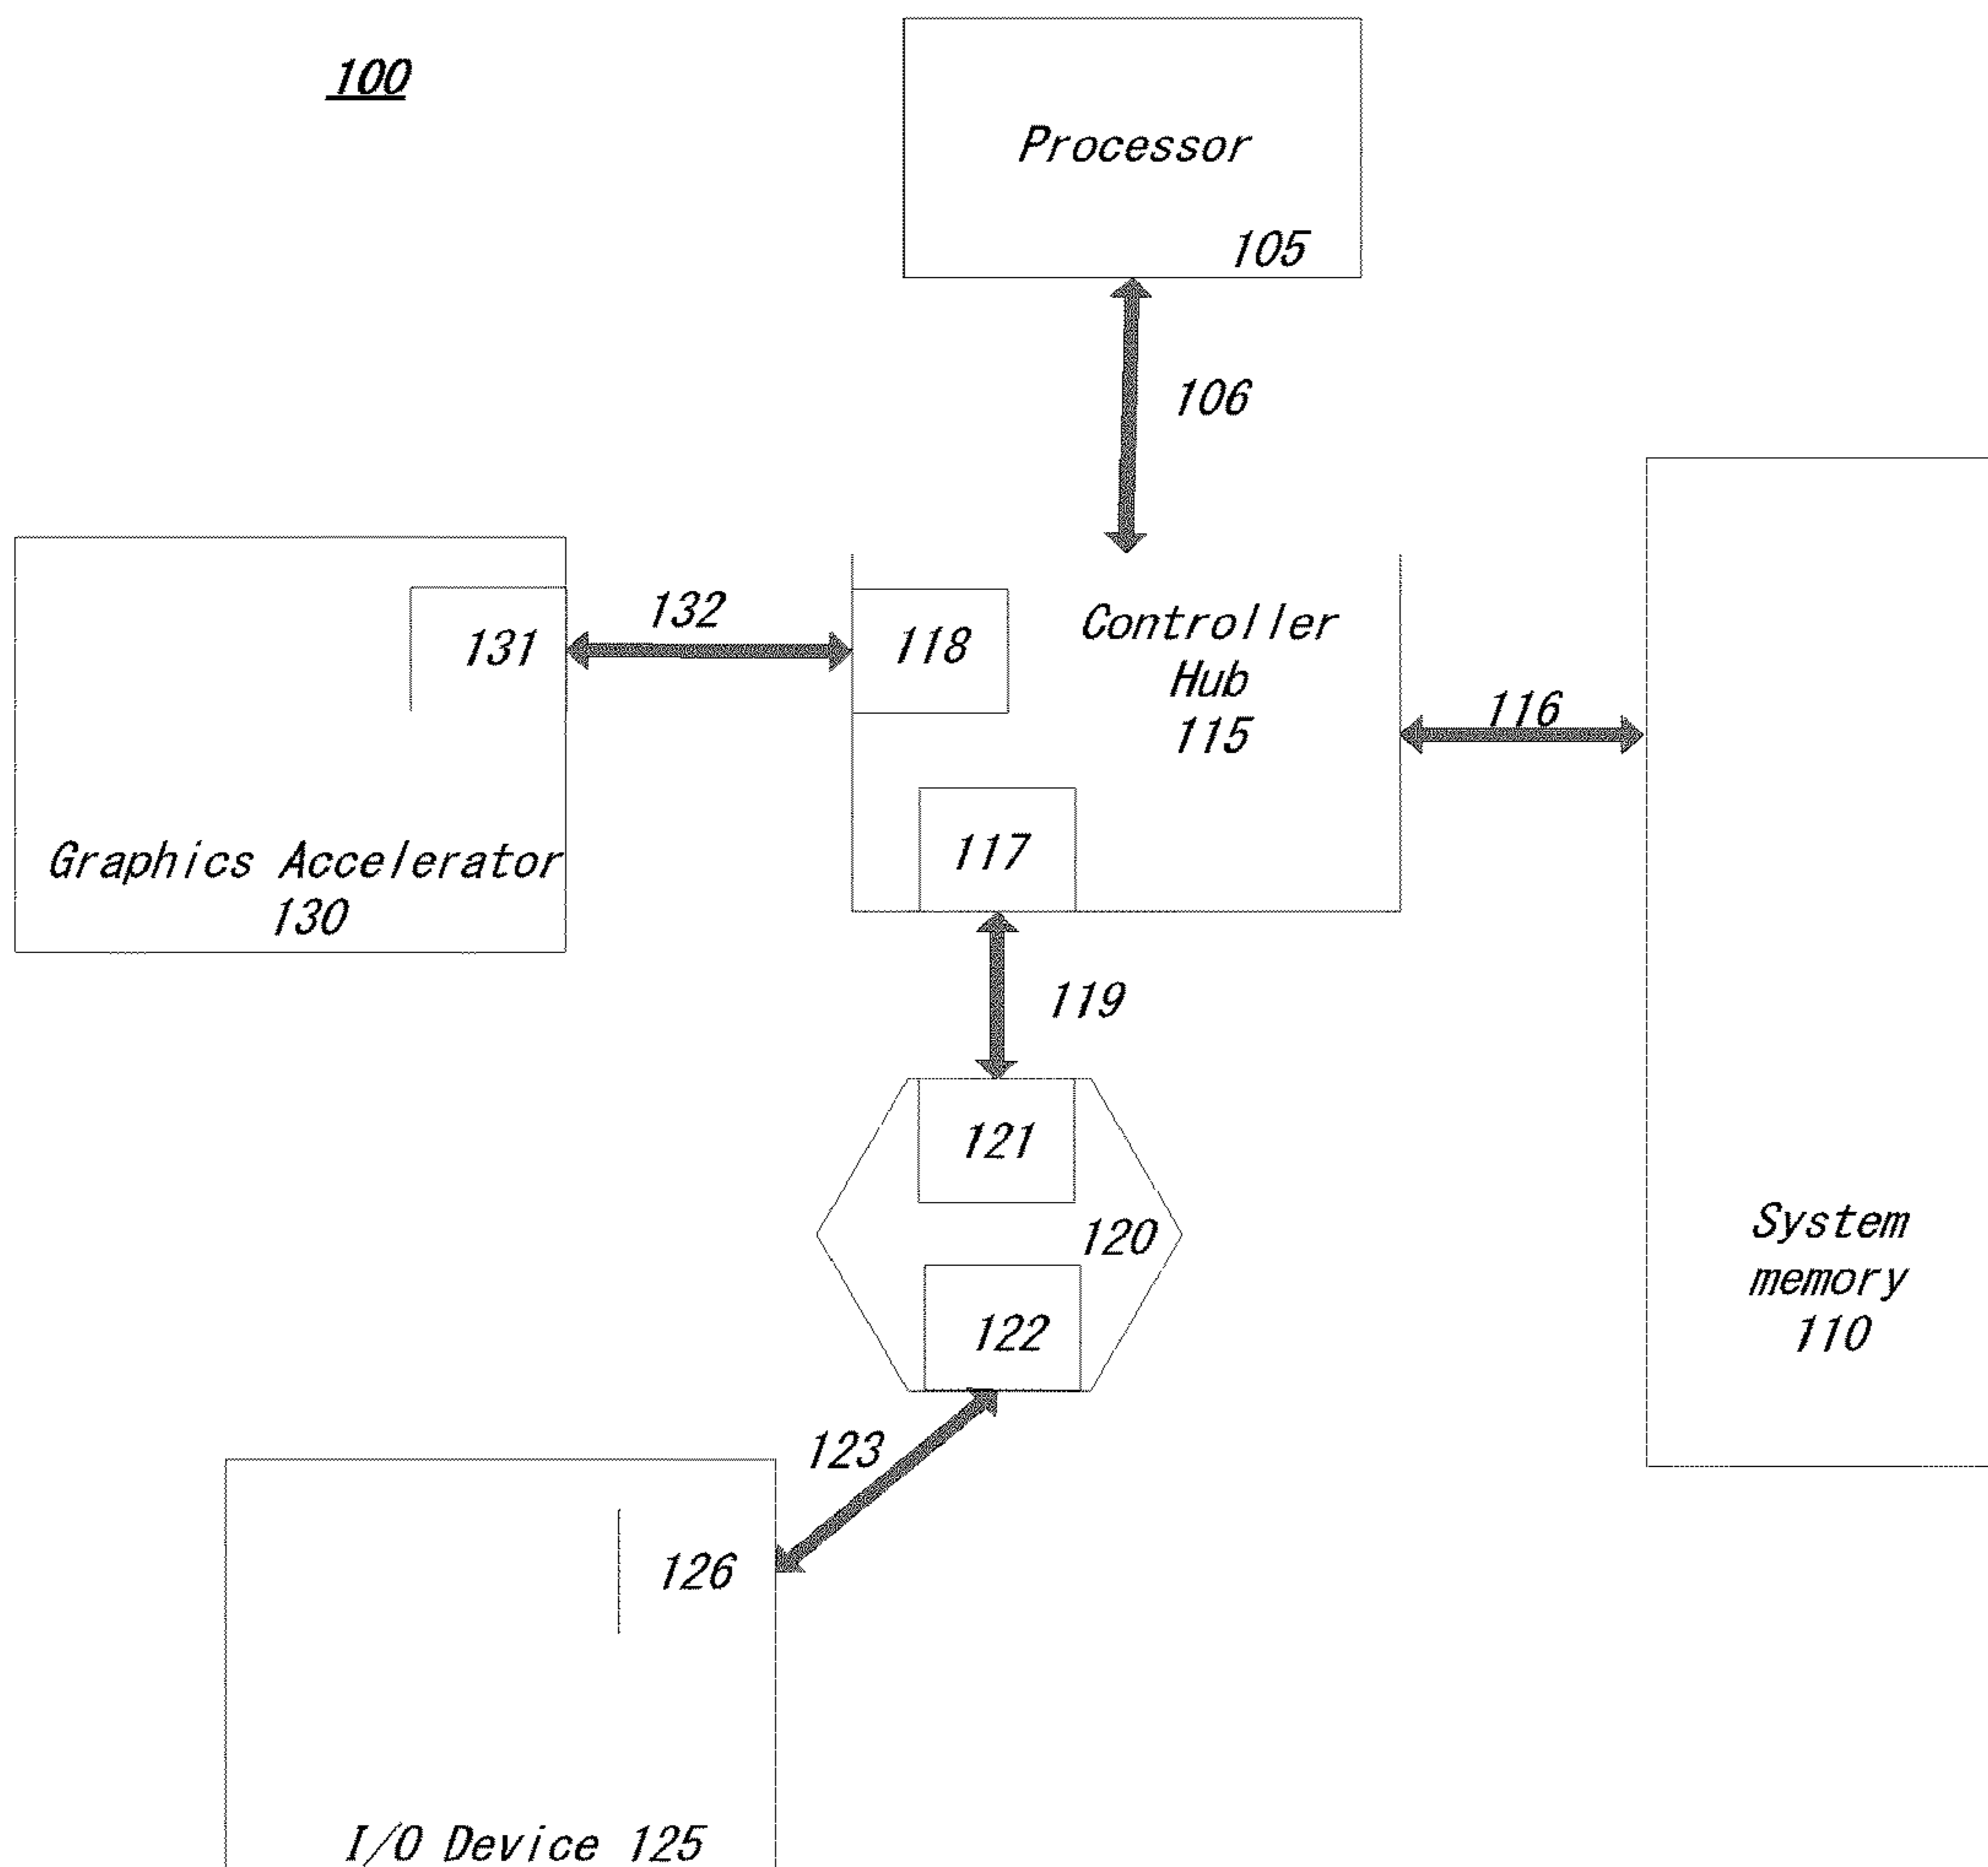 100
Processor
105
106
132
131
118
Controller
Hub
115
116
117
Graphics Accelerator
130
119
121
120
122
System
memory
110
123
126
I/O Device 125